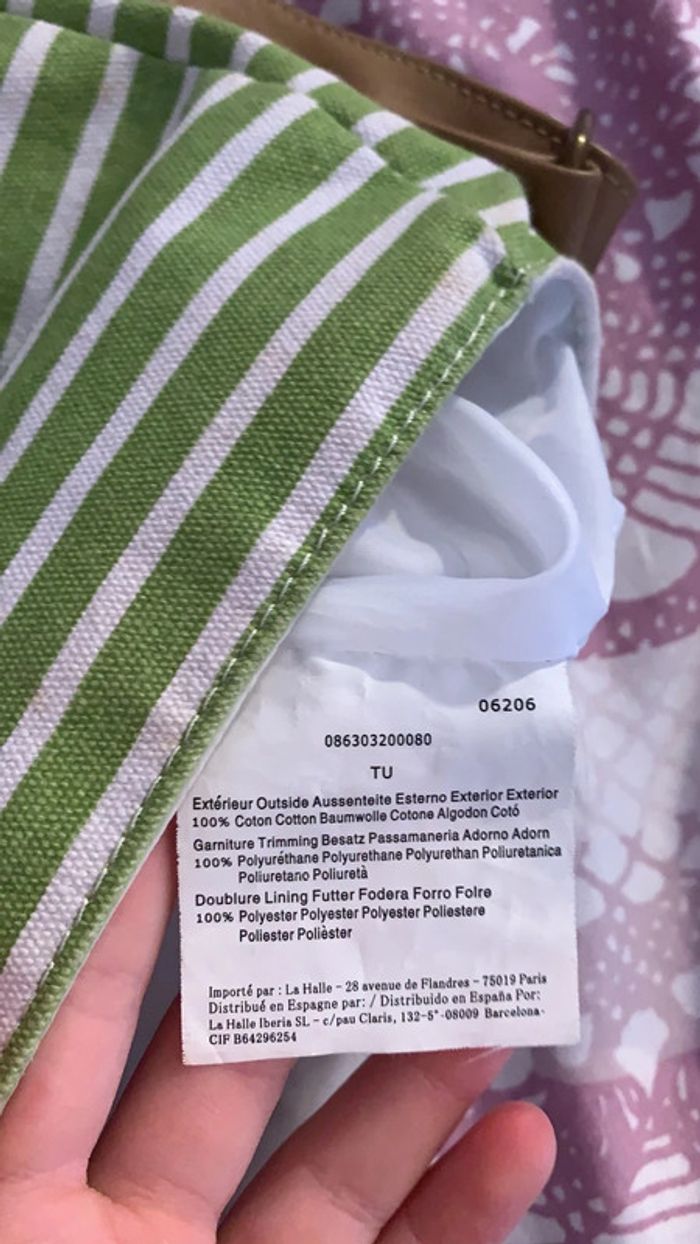 06206
086303200080
TU
Extérieur Outside Aussenteite Esterno Exterior Exterior
100% Coton Cotton Baumwolle Cotone Algodon Cotó
Garniture Trimming Besatz Passamaneria Adorno Adorn
100% Polyuréthane Polyurethane Polyurethan Poliuretanica
Poliuretano Poliuretà
Doublure Lining Futter Fodera Forro Folre
100% Polyester Polyester Polyester Poliestere
Poliester Polièster
Importé par : La Halle - 28 avenue de Flandres - 75019 Paris
Distribué en Espagne par: / Distribuido en España Por:
La Halle Iberia SL - c/pau Claris, 132-5°-08009 Barcelona-
CIF B64296254